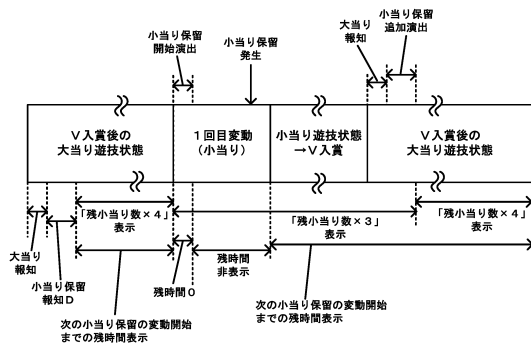 小当り保留
開始演出
小当り保留
発生
大当り
報知
小当り保留
追加演出
V入賞後の
大当り遊技状態
1回目変動
(小当り)
小当り遊技状態
→V入賞
V入賞後の
大当り遊技状態
「残小当り数×4」
表示
「残小当り数×3」
表示
「残小当り数×4」
表示
大当り
報知
小当り保留
報知D
残時間0
残時間
非表示
次の小当り保留の変動開始
までの残時間表示
次の小当り保留の変動開始
までの残時間表示